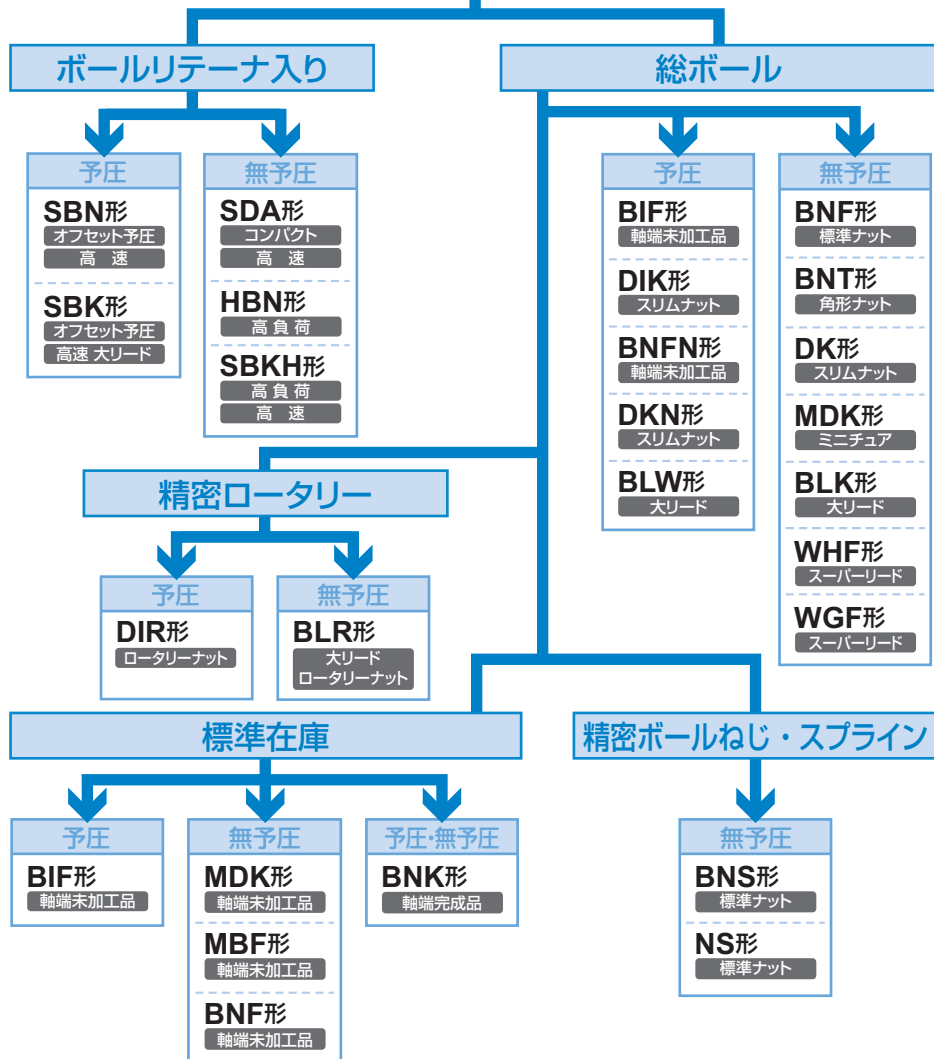 ボールリテーナ入り
総ボール
予圧
SBN形
オフセット予圧
高 速
SBK形
オフセット予圧
高速 大リード
無予圧
SDA形
コンパクト
高 速
HBN形
高 負 荷
SBKH形
高 負 荷
高 速
予圧
BIF形
軸端未加工品
DIK形
スリムナット
BNFN形
軸端未加工品
DKN形
スリムナット
BLW形
大リード
無予圧
BNF形
標準ナット
BNT形
角形ナット
DK形
スリムナット
MDK形
ミニチュア
BLK形
大リード
WHF形
スーパーリード
WGF形
スーパーリード
精密ロータリー
予圧
DIR形
ロータリーナット
無予圧
BLR形
大リード
ロータリーナット
標準在庫
精密ボールねじ・スプライン
予圧
BIF形
軸端未加工品
無予圧
MDK形
軸端未加工品
MBF形
軸端未加工品
BNF形
軸端未加工品
予圧・無予圧
BNK形
軸端完成品
無予圧
BNS形
標準ナット
NS形
標準ナット